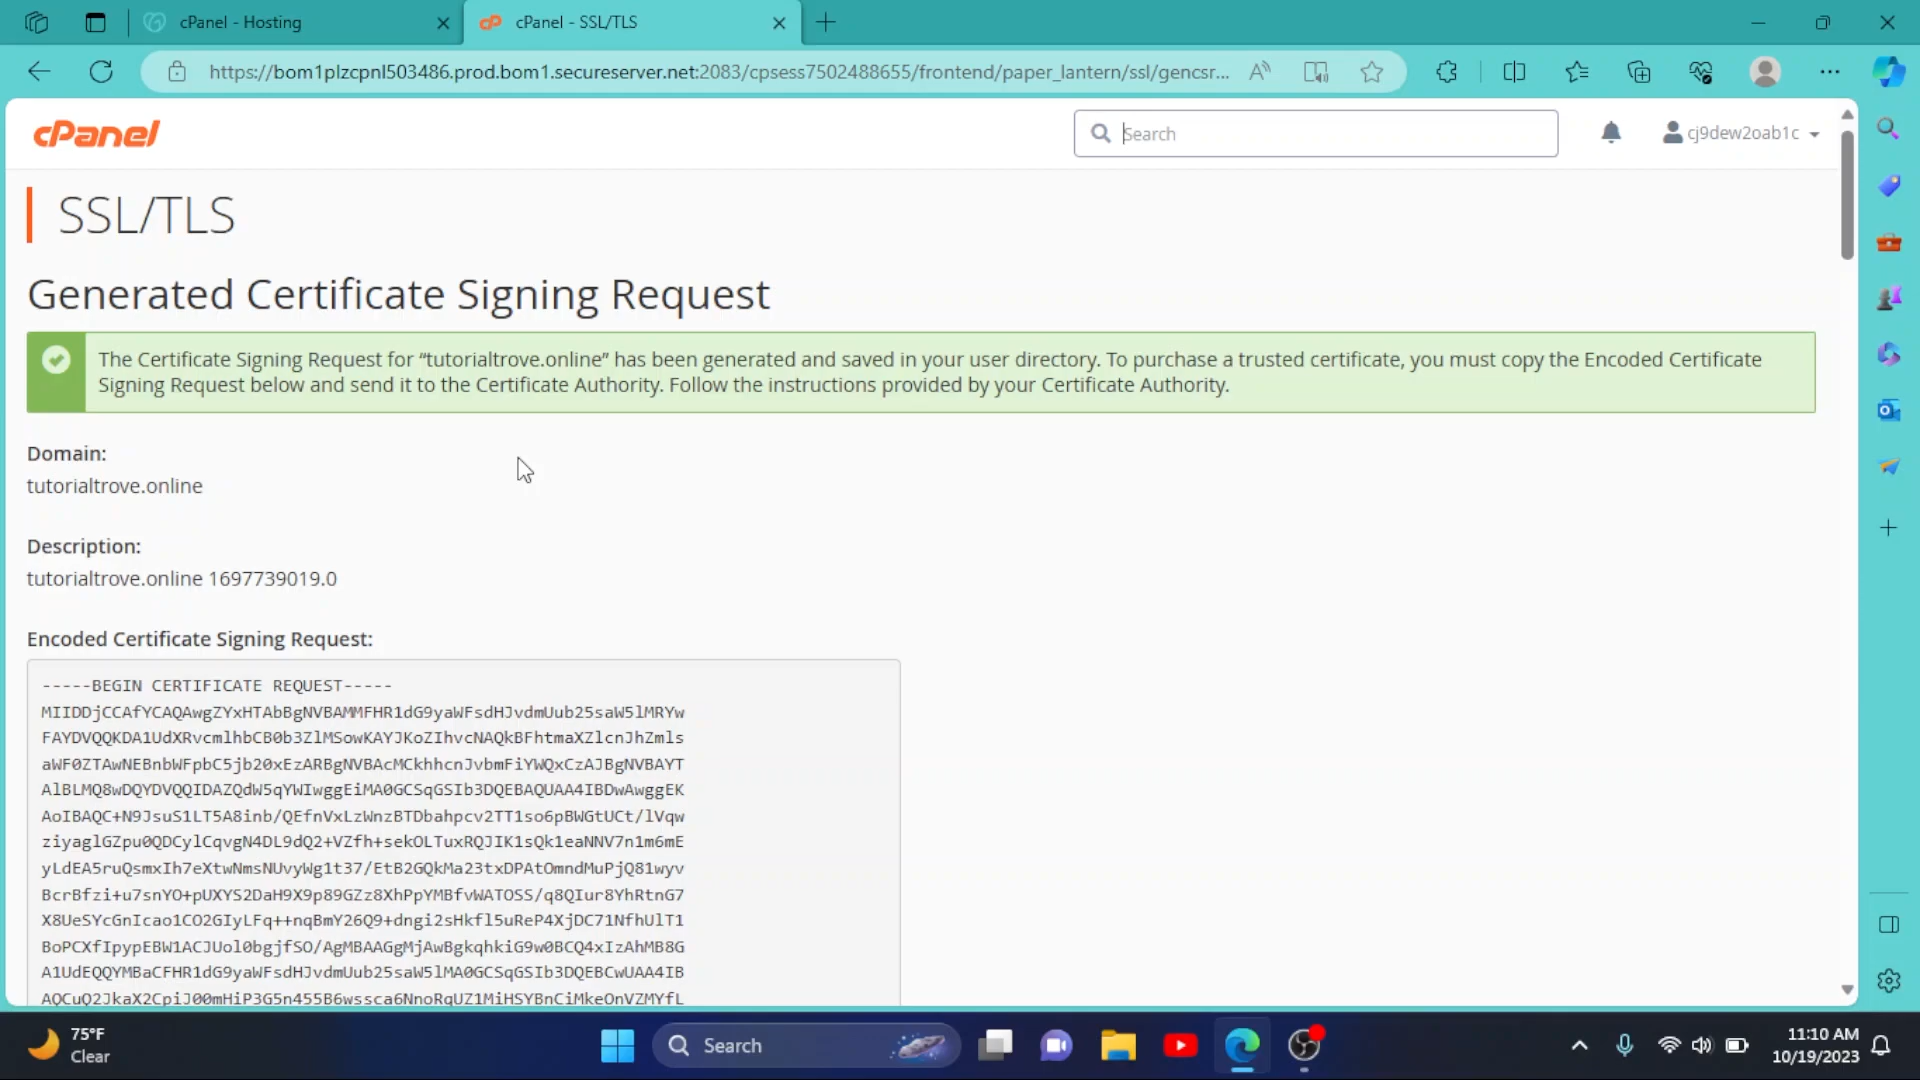 cPanel - Hosting
cPanel - SSL/TLS
https://bom1plzcpnl503486.prod.bom1.secureserver.net:2083/cpsess7502488655/frontend/paper_lantern/ssl/gencsr...
cPanel
Search
cj9dew2oab1c
SSL/TLS
Generated Certificate Signing Request
The Certificate Signing Request for “tutorialtrove.online” has been generated and saved in your user directory. To purchase a trusted certificate, you must copy the Encoded Certificate
Signing Request below and send it to the Certificate Authority. Follow the instructions provided by your Certificate Authority.
Domain:
tutorialtrove.online
Description:
tutorialtrove.online 1697739019.0
Encoded Certificate Signing Request:
-----BEGIN CERTIFICATE REQUEST-----
MIIDDjCCAfYCAQAwgZYxHTAbBgNVBAMMFHR1dG9yaWFsdHJvdmUub25saW5lMRYw
FAYDVQQKDA1UdXRvcmlhbCB0b3ZlMSowKAYJKoZIhvcNAQkBFhtmaXZlcnJhZmls
aWF0ZTAwNEBnbWFpbC5jb20xEzARBgNVBAcMCkhhcnJvbmFiYWQxCzAJBgNVBAYT
AlBLMQ8wDQYDVQQIDAZQdW5qYWIwggEiMA0GCSqGSIb3DQEBAQUAA4IBDwAwggEK
AoIBAQC+N9JsuS1LT5A8inb/QEfnVxLzWnzBTDbahpcv2TT1so6pBWGtUCt/lVqw
ziyaglGZpu0QDCylCqvgN4DL9dQ2+VZfh+sekOLTuxRQJIK1sQk1eaNNV7n1m6mE
yLdEA5ruQsmxIh7eXtwNmsNUvyWg1t37/EtB2GQkMa23txDPAtOmndMuPjQ81wyv
BcrBfzi+u7snYO+pUXYS2DaH9X9p89GZz8XhPpYMBfvWATOSS/q8QIur8YhRtnG7
X8UeSYcGnIcao1CO2GIyLFq++nqBmY26Q9+dngi2sHkfl5uReP4XjDC71NfhUlT1
BoPCXfIpypEBW1ACJUol0bgjfSO/AgMBAAGgMjAwBgkqhkiG9w0BCQ4xIzAhMB8G
A1UdEQQYMBaCFHR1dG9yaWFsdHJvdmUub25saW5lMA0GCSqGSIb3DQEBCwUAA4IB
AQCuQ2JkaX2CpiJ00mHiP3G5n455B6wssca6NnoRqUZ1MiHSYBnCiMkeOnVZMYfL
75°F
Clear
Search
11:10 AM
10/19/2023